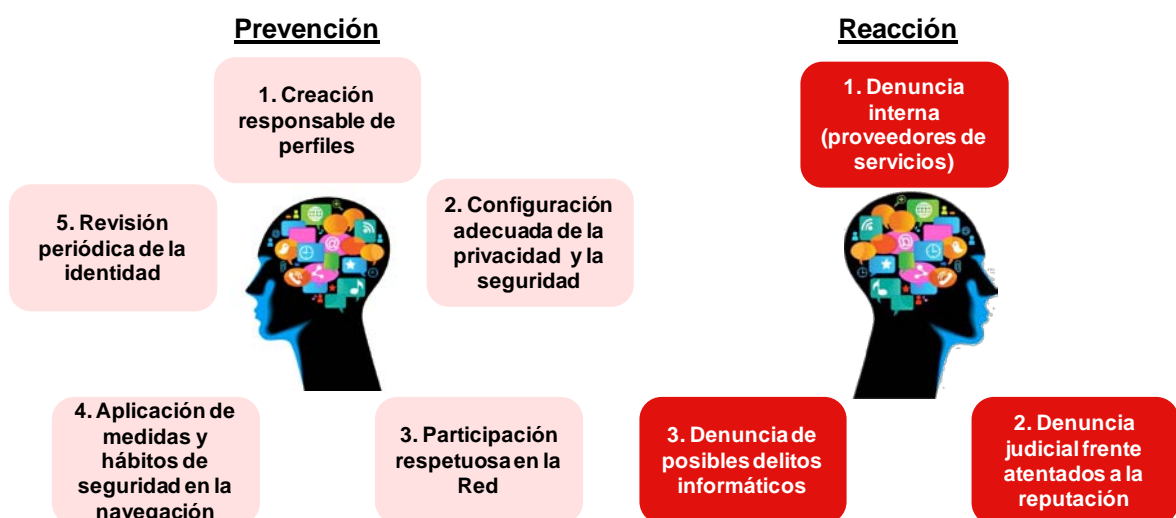 Prevención
1. Creación
responsable de
perfiles
2. Configuración
adecuada de la
privacidad y la
seguridad
3. Participación
respetuosa en la
Red
4. Aplicación de
medidas y
hábitos de
seguridad en la
navegación
5. Revisión
periódica de la
identidad
Reacción
1. Denuncia
interna
(proveedores de
servicios)
2. Denuncia
judicial frente
atentados a la
reputación
3. Denuncia de
posibles delitos
informáticos